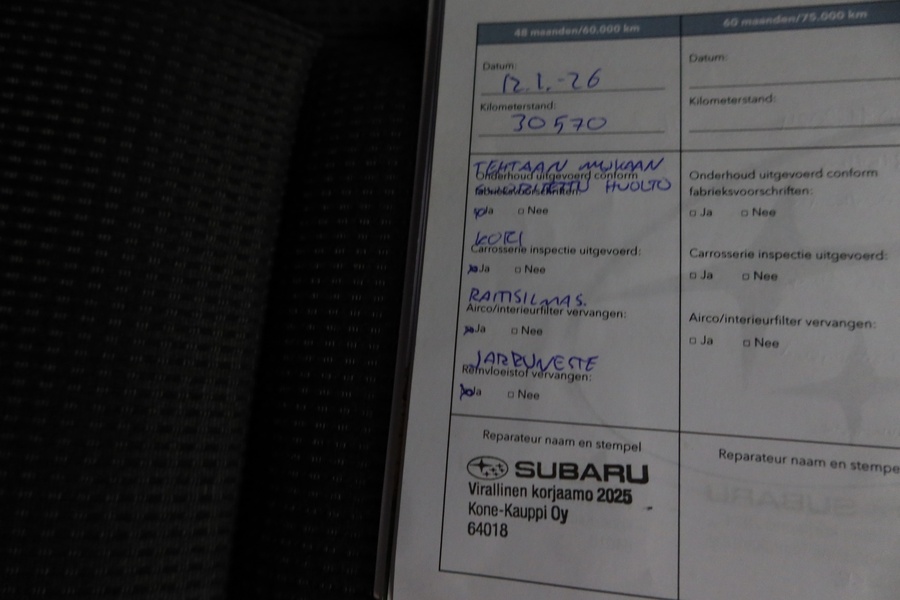 48 maanden/60.000 km
Datum:
12.1.-26
Kilometerstand:
30570
TEHTAAN MUKAAN
Onderhoud uitgevoerd conform
HUOLTO
Ja Nee
KORI
Carrosserie inspectie uitgevoerd:
Ja Nee
RAITISILMAS.
Airco/interieurfilter vervangen:
Ja Nee
JARRUNESTE
Remvloeistof vervangen:
Ja Nee
Reparateur naam en stempel
SUBARU
Virallinen korjaamo 2025
Kone-Kauppi Oy
64018
60 maanden/75.000 km
Datum:
Kilometerstand:
Onderhoud uitgevoerd conform
fabrieksvoorschriften:
Ja Nee
Carrosserie inspectie uitgevoerd:
Ja Nee
Airco/interieurfilter vervangen:
Ja Nee
Reparateur naam en stempe